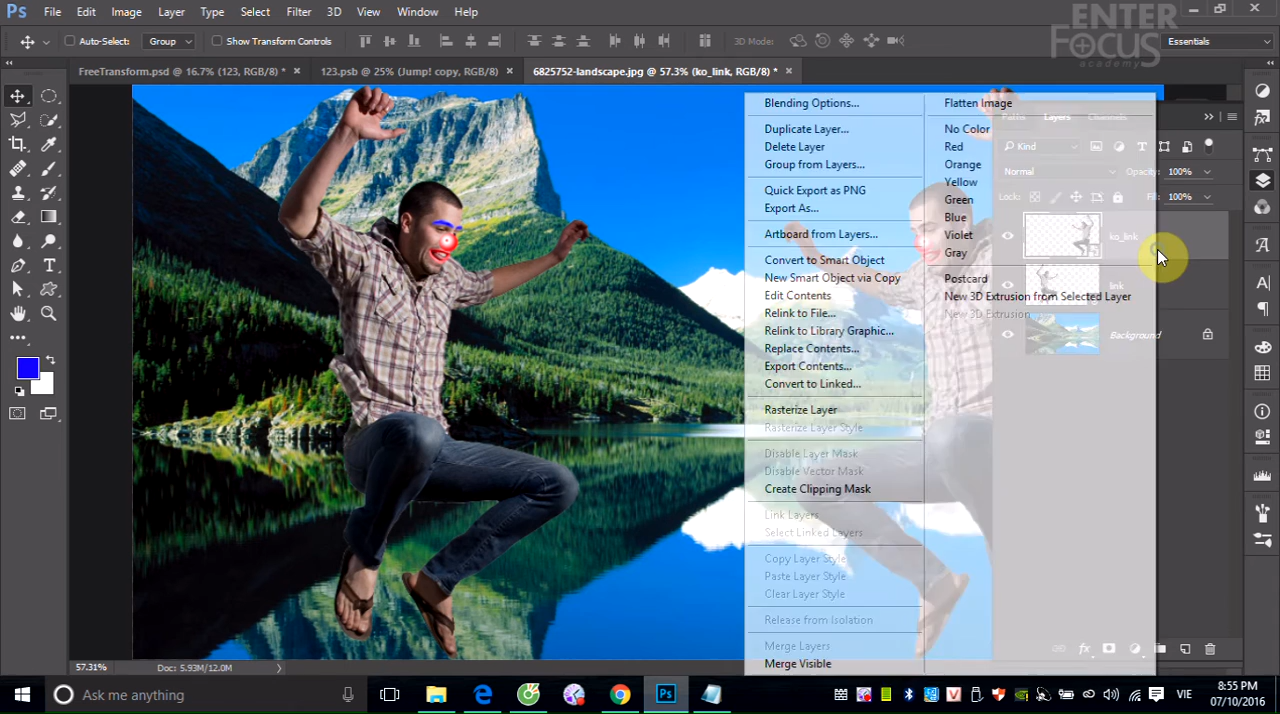 Ps File Edit Image Layer Type Select Filter 3D View Window Help
ENTER
FOCUS
academy
Auto-Select: Group Show Transform Controls 3D Mode: Essentials
FreeTransform.psd @ 16.7% (123, RGB/8) * × 123.psb @ 25% (Jump! copy, RGB/8) × 6825752-landscape.jpg @ 57.3% (ko_link, RGB/8) * ×
Blending Options...
Duplicate Layer...
Delete Layer
Group from Layers...
Quick Export as PNG
Export As...
Artboard from Layers...
Convert to Smart Object
New Smart Object via Copy
Edit Contents
Relink to File...
Relink to Library Graphic...
Replace Contents...
Export Contents...
Convert to Linked...
Rasterize Layer
Rasterize Layer Style
Disable Layer Mask
Disable Vector Mask
Create Clipping Mask
Link Layers
Select Linked Layers
Copy Layer Style
Paste Layer Style
Clear Layer Style
Release from Isolation
Merge Layers
Merge Visible
Flatten Image
No Color
Red
Orange
Yellow
Green
Blue
Violet
Gray
Postcard
New 3D Extrusion from Selected Layer
New 3D Extrusion
Paths Layers Channels
Kind
Normal Opacity: 100%
Lock: Fill: 100%
ko_link
link
Background
57.31% Doc: 5.93M/12.0M
Ask me anything
VIE
8:55 PM
07/10/2016